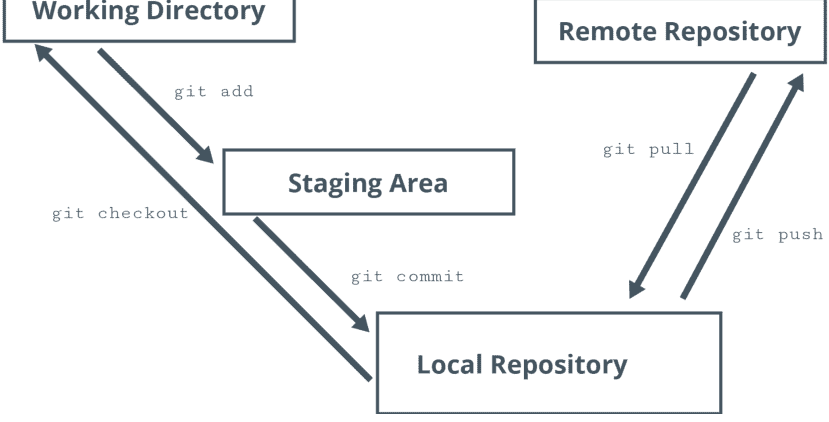 Working Directory
Remote Repository
git add
git pull
Staging Area
git checkout
git push
git commit
Local Repository